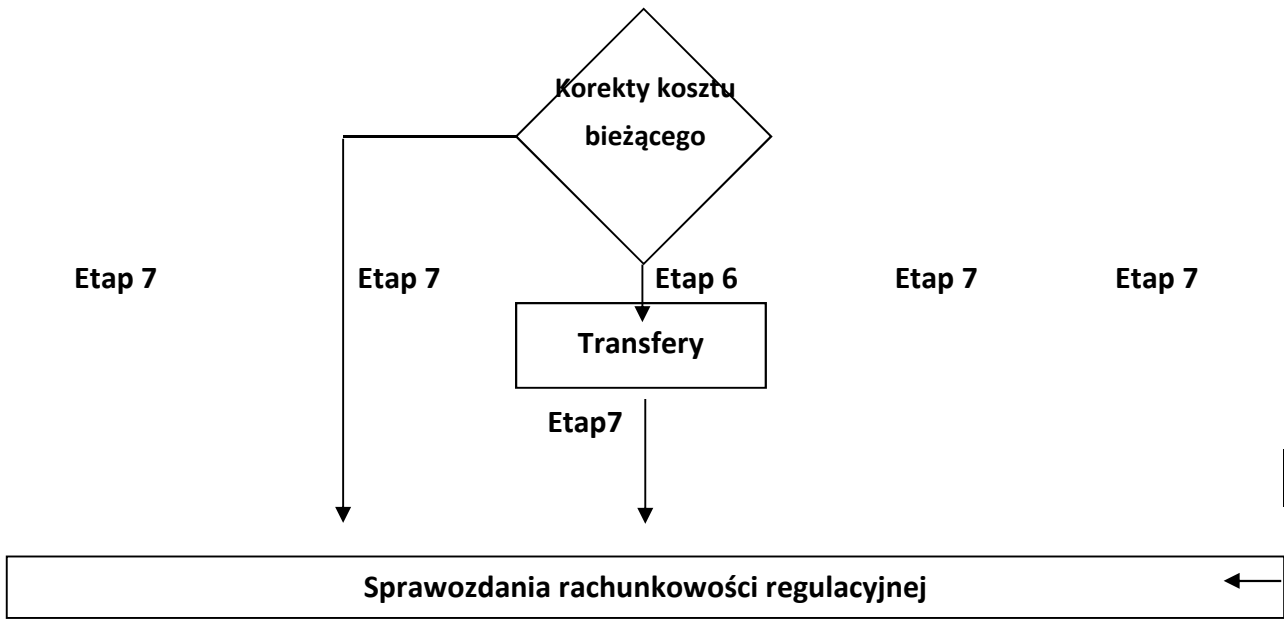 Korekty kosztu
bieżącego
Etap 7 Etap 7 Etap 6 Etap 7 Etap 7
Transfery
Etap7
Sprawozdania rachunkowości regulacyjnej